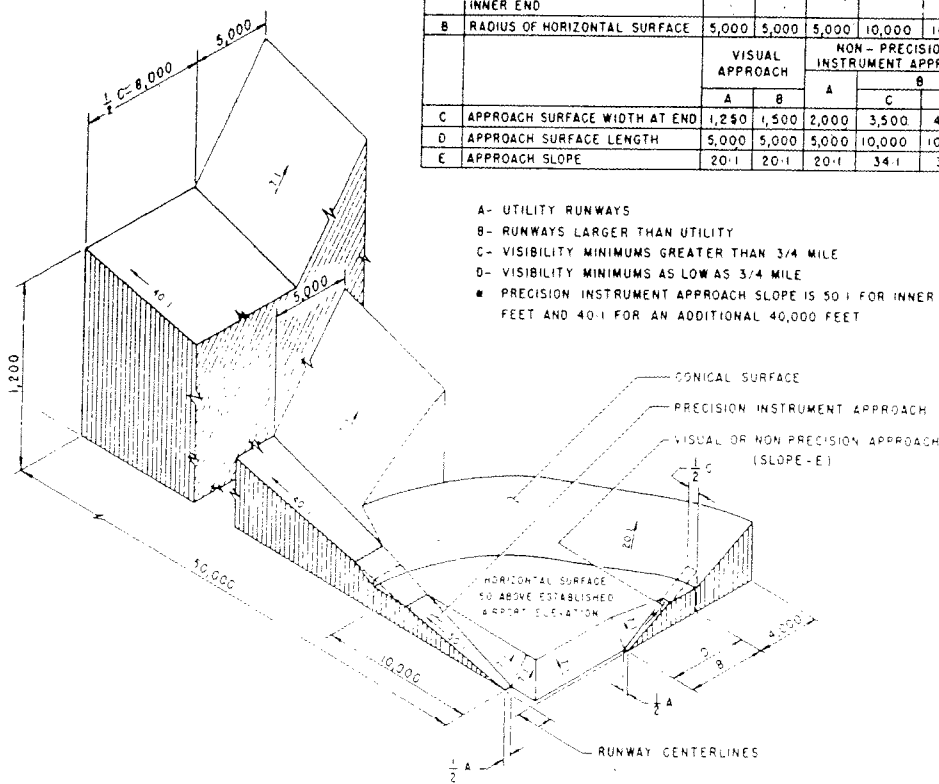 INNER END
B RADIUS OF HORIZONTAL SURFACE 5,000 5,000 5,000 10,000
VISUAL APPROACH
INSTRUMENT
A B A B
C
C APPROACH SURFACE WIDTH AT END 1,250 1,500 2,000 3,500
D APPROACH SURFACE LENGTH 5,000 5,000 5,000 10,000
E APPROACH SLOPE 20:1 20:1 20:1 34:1
A- UTILITY RUNWAYS
B- RUNWAYS LARGER THAN UTILITY
C- VISIBILITY MINIMUMS GREATER THAN 3/4 MILE
D- VISIBILITY MINIMUMS AS LOW AS 3/4 MILE
* PRECISION INSTRUMENT APPROACH SLOPE IS 50:1 FOR INNER
FEET AND 40:1 FOR AN ADDITIONAL 40,000 FEET
5,000
1/2 C=8,000
7:1
40:1
5,000
1,200
CONICAL SURFACE
PRECISION INSTRUMENT APPROACH
VISUAL OR NON PRECISION APPROACH
(SLOPE-E)
1/2 C
20:1
50,000
HORIZONTAL SURFACE
ABOVE ESTABLISHED
AIRPORT ELEVATION
10,000
4,000
D
B
1/2 A
RUNWAY CENTERLINES
1/2 A